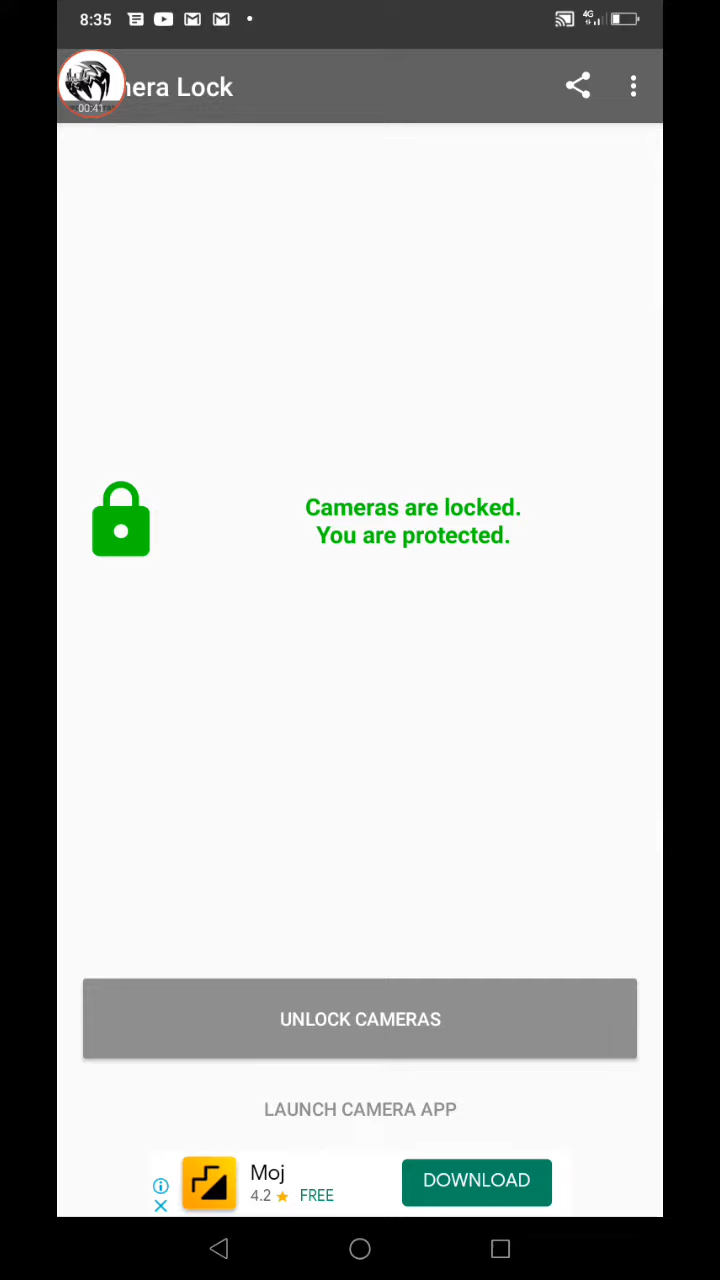 8:35
4G
00:41
era Lock
Cameras are locked.
You are protected.
UNLOCK CAMERAS
LAUNCH CAMERA APP
Moj
4.2 ★ FREE
DOWNLOAD